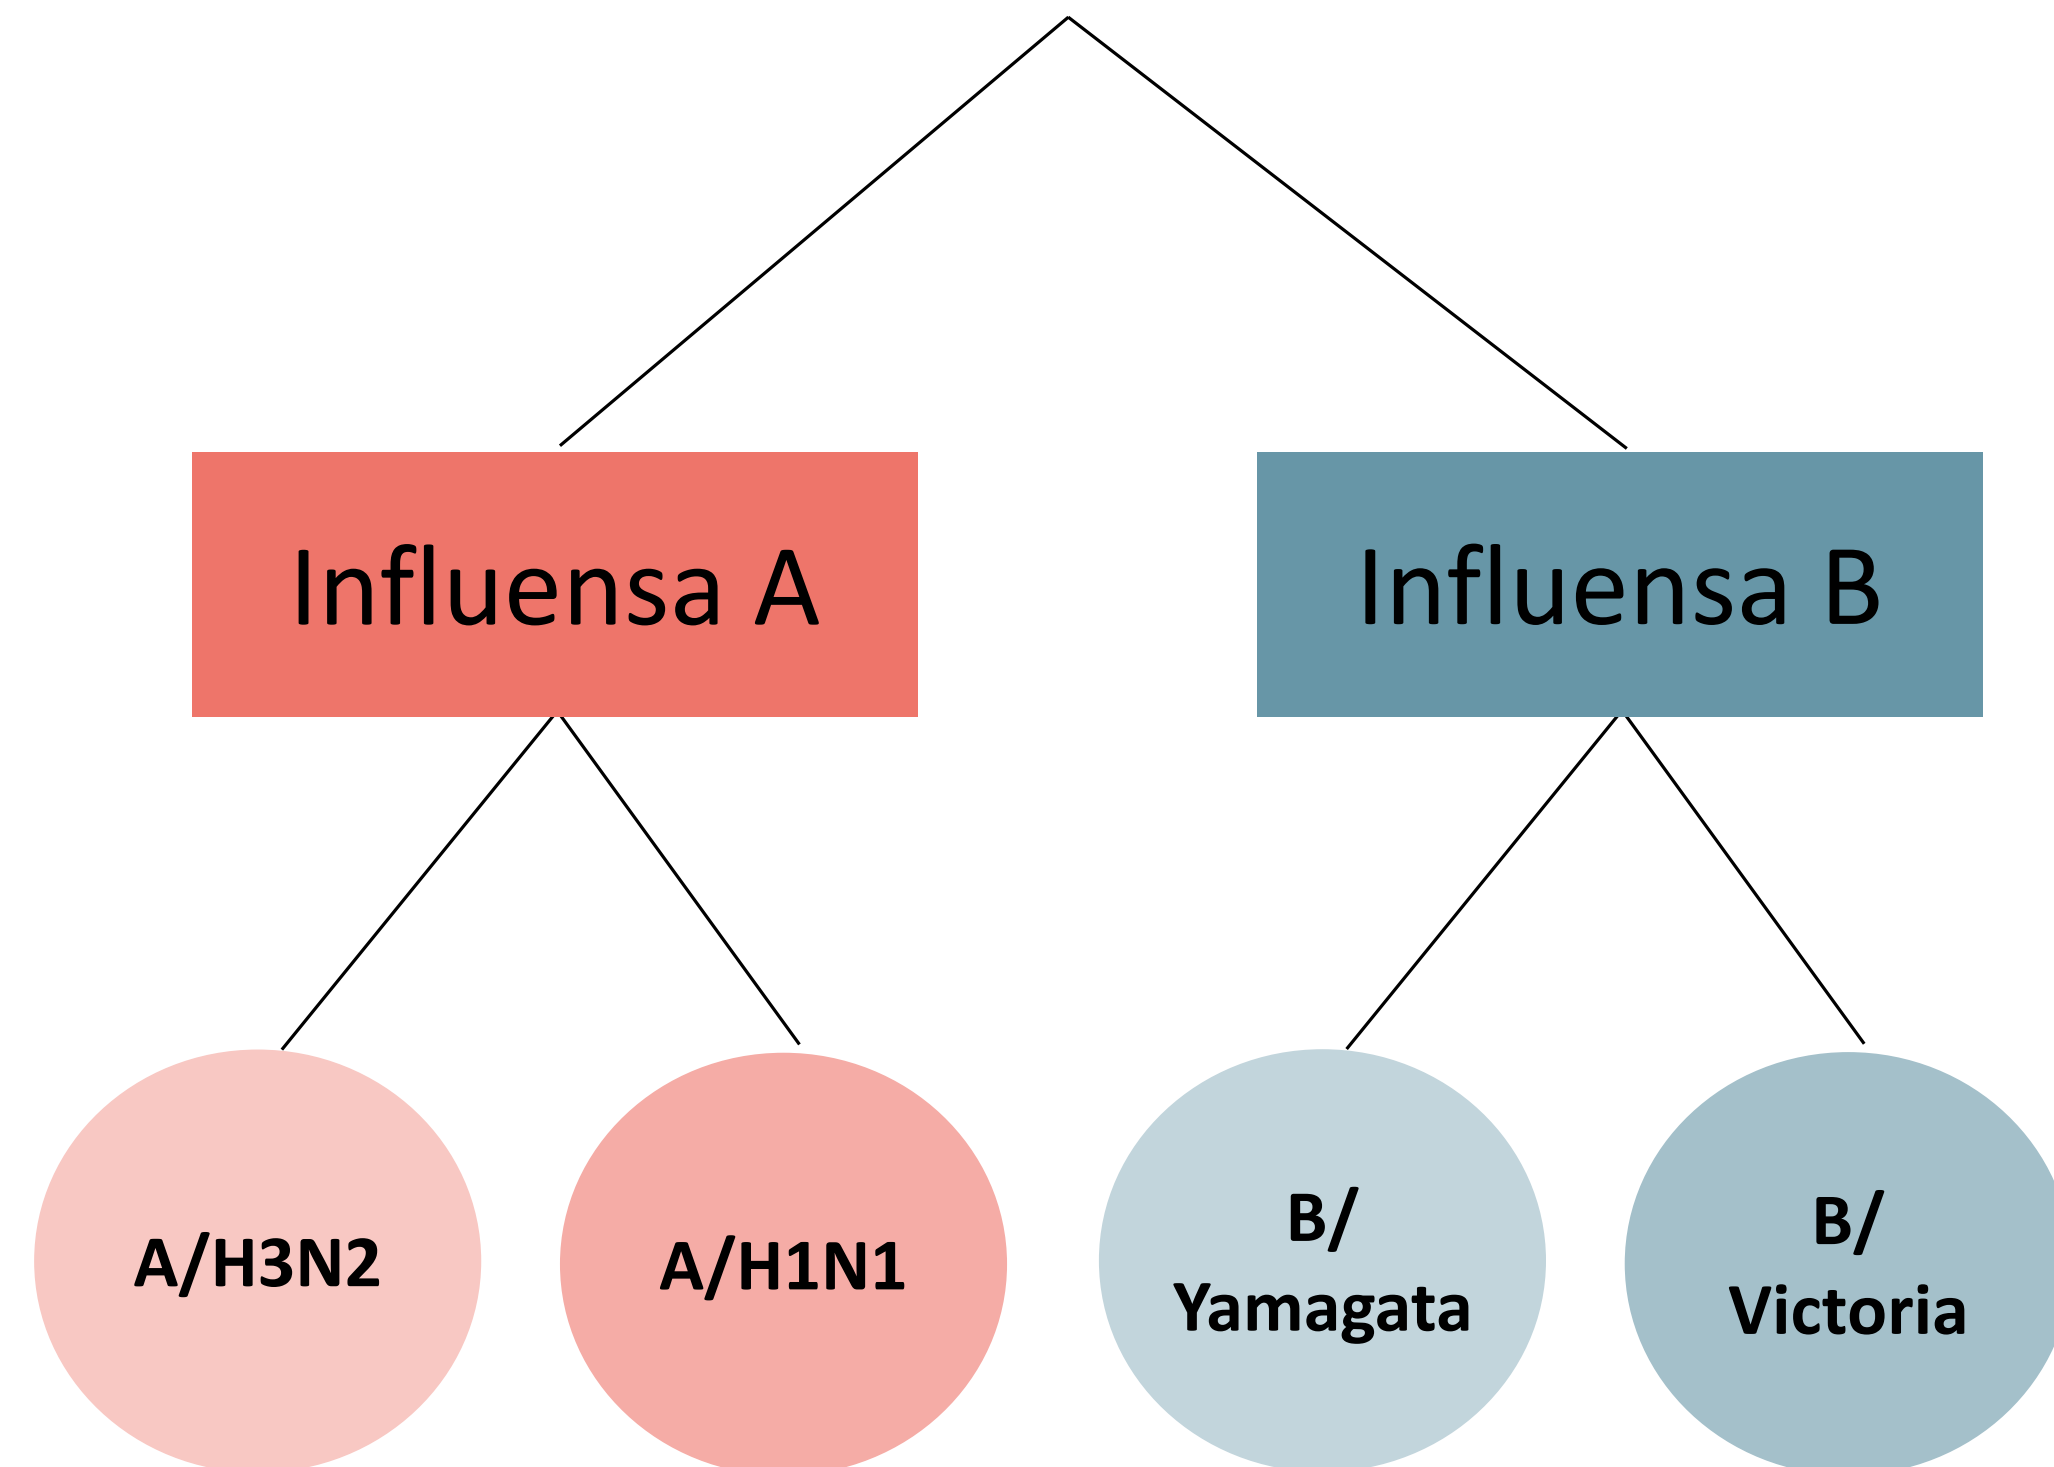 Influensa A
Influensa B
A/H3N2
A/H1N1
B/
Yamagata
B/
Victoria